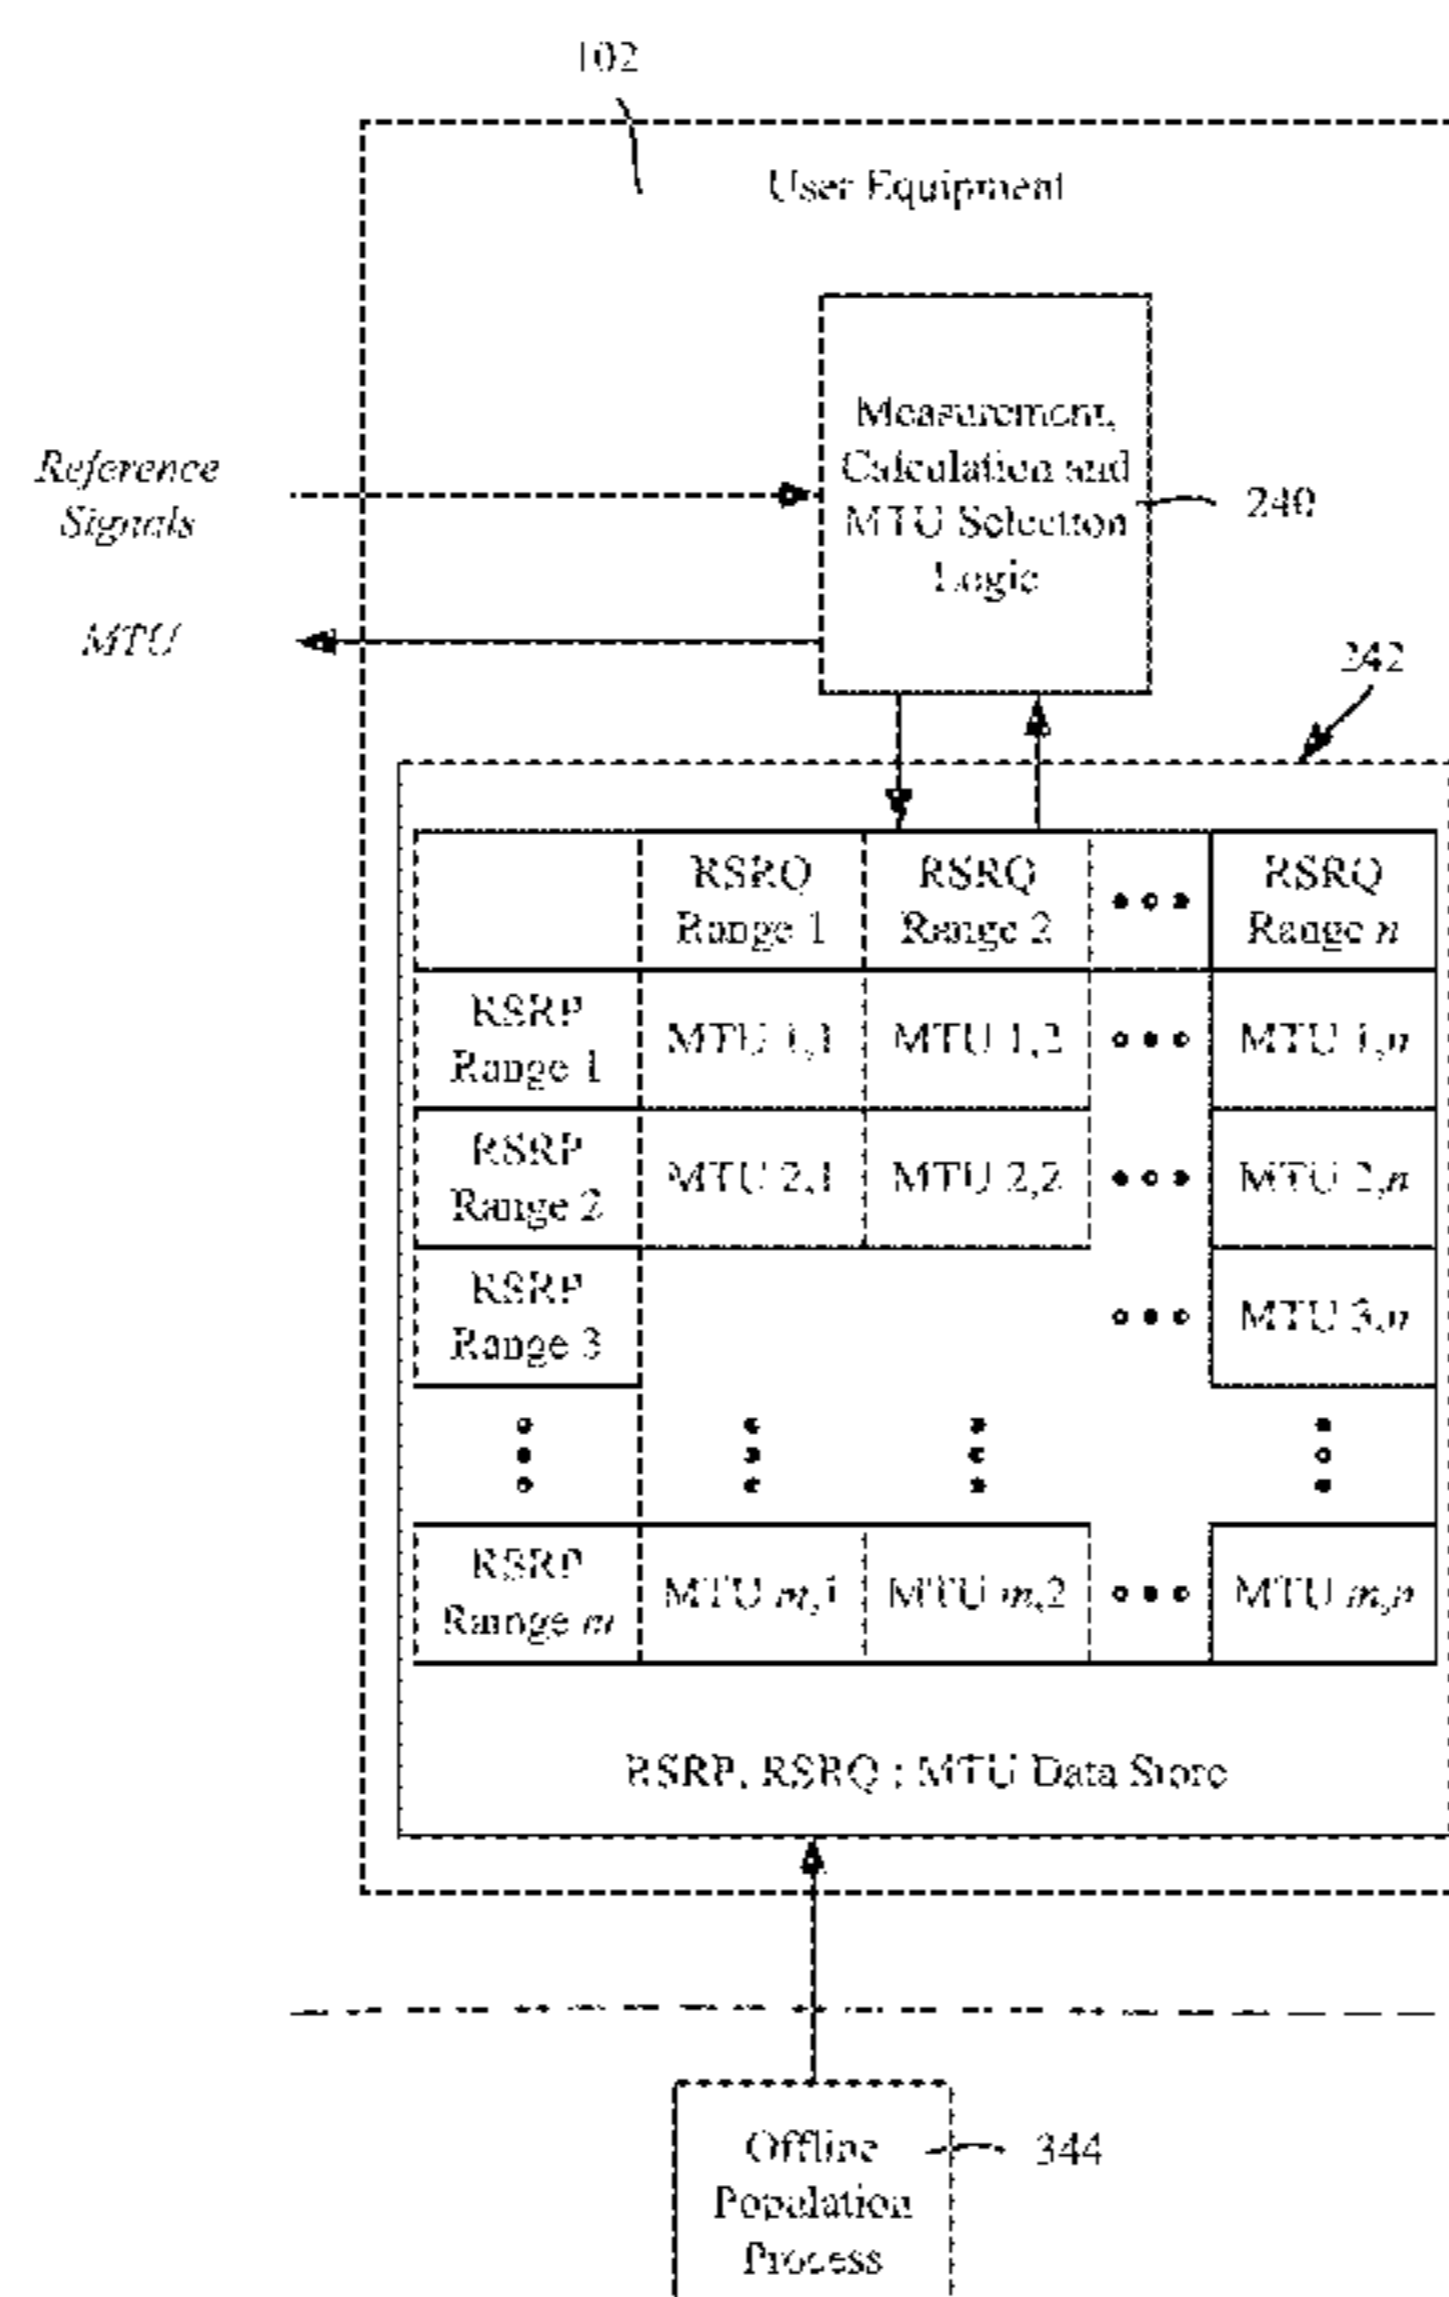 102
User Equipment
Measurement,
Calculation and
MTU Selection
Logic
240
Reference
Signals
MTU
242
RSRQ Range 1
RSRQ Range 2
RSRQ Range n
RSRP Range 1
MTU 1,1
MTU 1,2
MTU 1,n
RSRP Range 2
MTU 2,1
MTU 2,2
MTU 2,n
RSRP Range 3
MTU 3,n
RSRP Range m
MTU m,1
MTU m,2
MTU m,n
RSRP, RSRQ : MTU Data Store
Offline
Population
Process
344